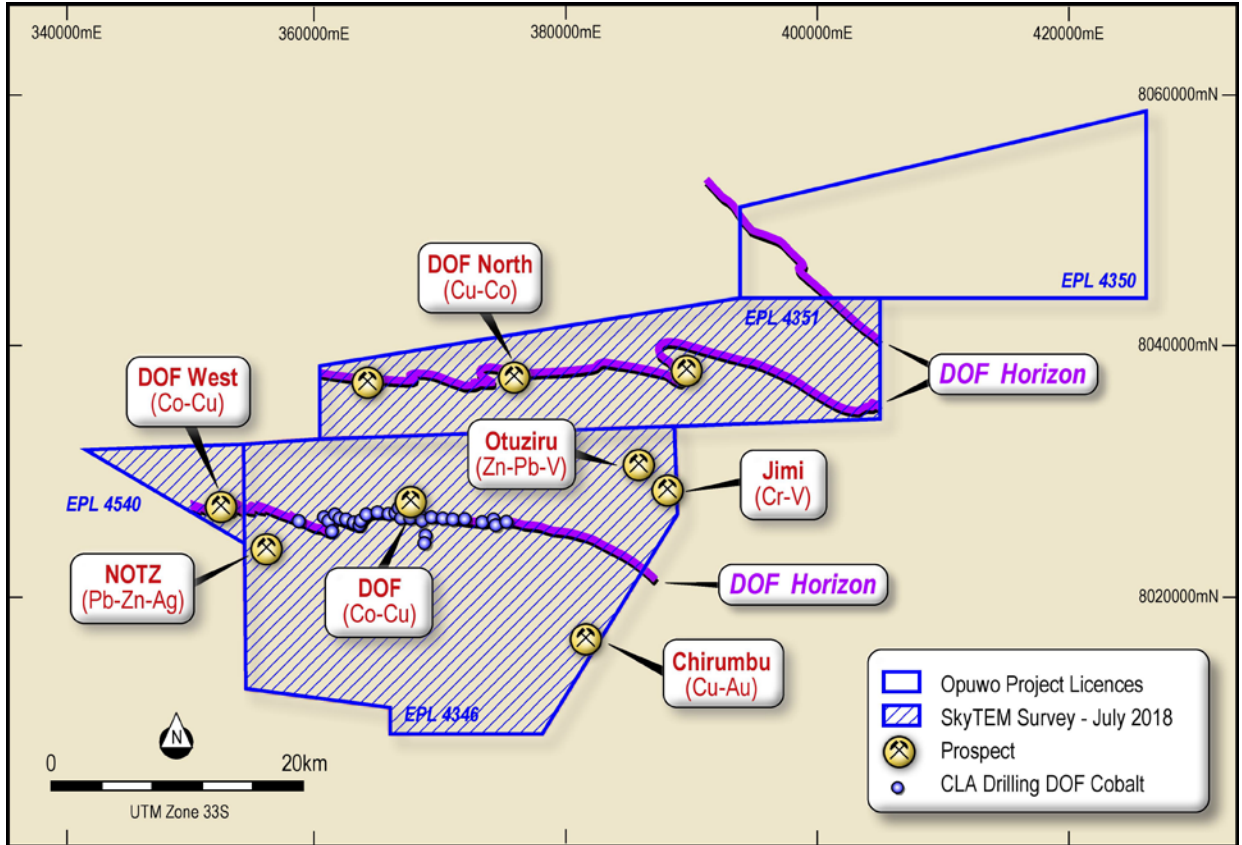 340000mE
360000mE
380000mE
400000mE
420000mE
8060000mN
EPL 4350
DOF North
(Cu-Co)
EPL 4351
8040000mN
DOF West
(Co-Cu)
DOF Horizon
Otuziru
(Zn-Pb-V)
Jimi
(Cr-V)
EPL 4540
NOTZ
(Pb-Zn-Ag)
DOF
(Co-Cu)
DOF Horizon
8020000mN
Chirumbu
(Cu-Au)
EPL 4346
N
0
20km
UTM Zone 33S
Opuwo Project Licences
SkyTEM Survey - July 2018
Prospect
CLA Drilling DOF Cobalt